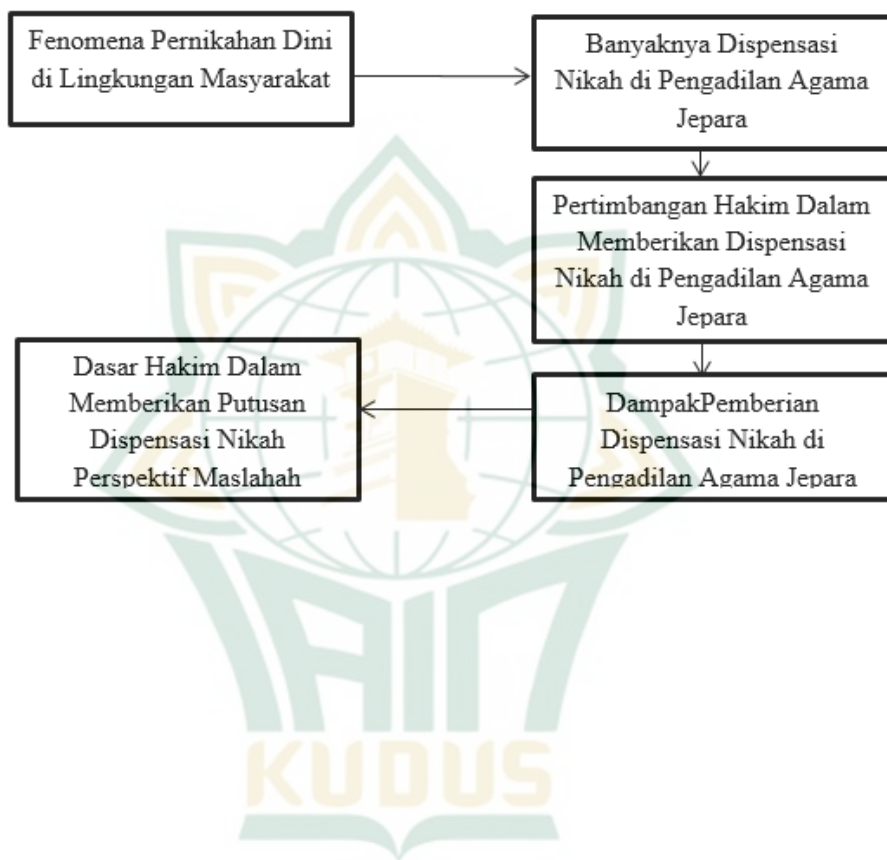 Fenomena Pernikahan Dini
di Lingkungan Masyarakat
Banyaknya Dispensasi
Nikah di Pengadilan Agama
Jepara
Pertimbangan Hakim Dalam
Memberikan Dispensasi
Nikah di Pengadilan Agama
Jepara
DampakPemberian
Dispensasi Nikah di
Pengadilan Agama Jepara
Dasar Hakim Dalam
Memberikan Putusan
Dispensasi Nikah
Perspektif Maslahah
IAIN
KUDUS